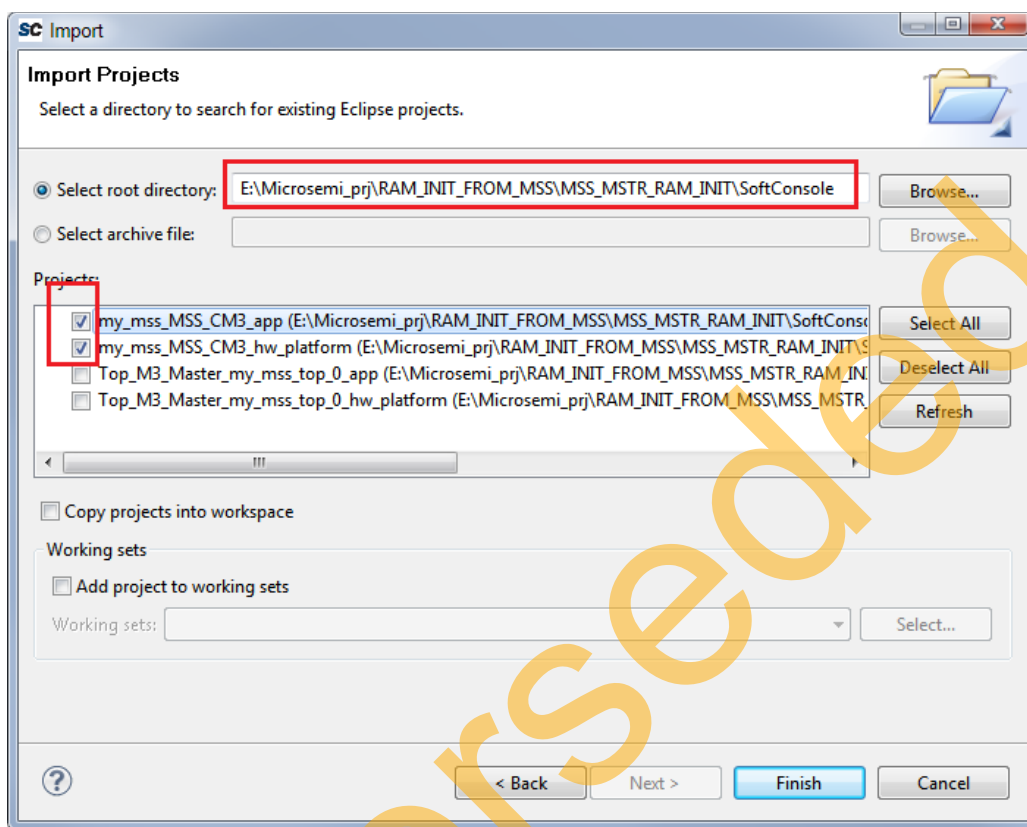 SC Import
Import Projects
Select a directory to search for existing Eclipse projects.
Select root directory: E:\Microsemi_prj\RAM_INIT_FROM_MSS\MSS_MSTR_RAM_INIT\SoftConsole Browse...
Select archive file: Browse...
Projects:
my_mss_MSS_CM3_app (E:\Microsemi_prj\RAM_INIT_FROM_MSS\MSS_MSTR_RAM_INIT\SoftConso Select All
my_mss_MSS_CM3_hw_platform (E:\Microsemi_prj\RAM_INIT_FROM_MSS\MSS_MSTR_RAM_INIT\S
Deselect All
Top_M3_Master_my_mss_top_0_app (E:\Microsemi_prj\RAM_INIT_FROM_MSS\MSS_MSTR_RAM_INI
Top_M3_Master_my_mss_top_0_hw_platform (E:\Microsemi_prj\RAM_INIT_FROM_MSS\MSS_MSTR_ Refresh
Copy projects into workspace
Working sets
Add project to working sets
Working sets: Select...
? < Back Next > Finish Cancel
erseded